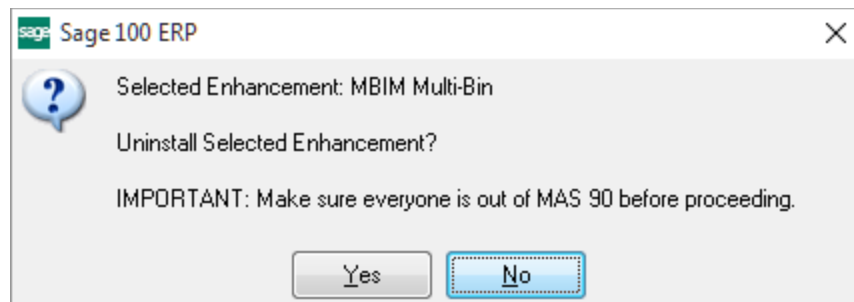 sage Sage 100 ERP
Selected Enhancement: MBIM Multi-Bin
Uninstall Selected Enhancement?
IMPORTANT: Make sure everyone is out of MAS 90 before proceeding.
Yes No